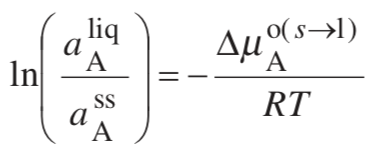 ln(a_A^liq / a_A^ss) = −Δμ_A^o(s→l) / RT